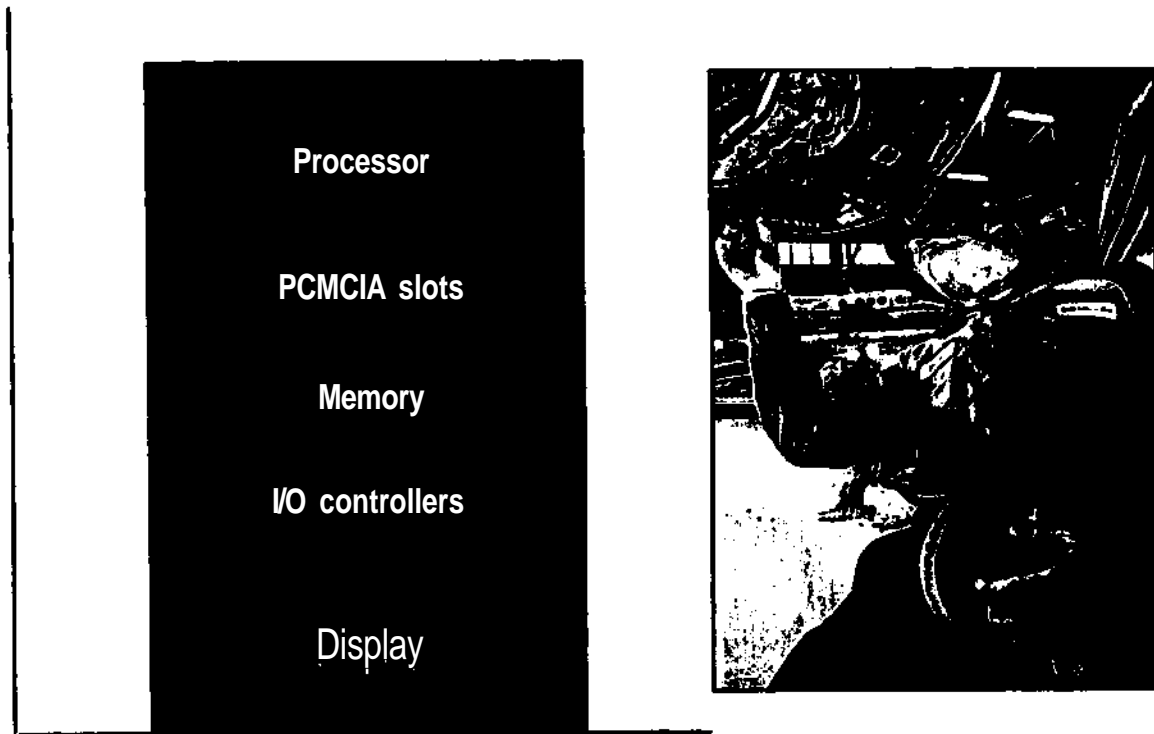 Processor
PCMCIA slots
Memory
I/O controllers
Display